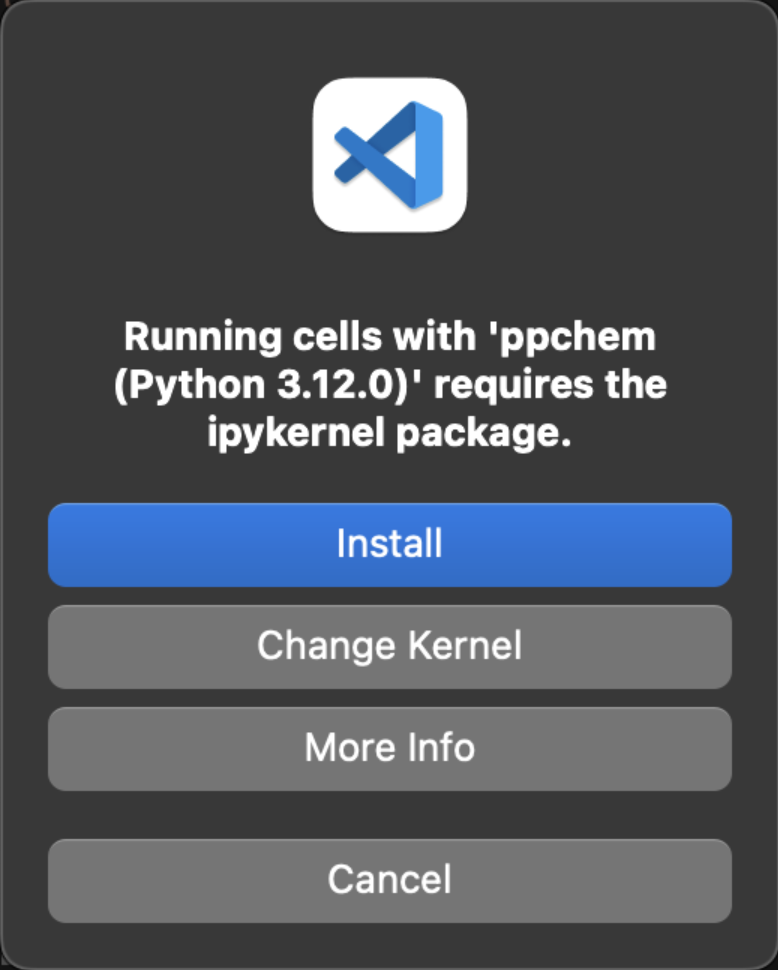 Running cells with 'ppchem
(Python 3.12.0)' requires the
ipykernel package.
Install
Change Kernel
More Info
Cancel